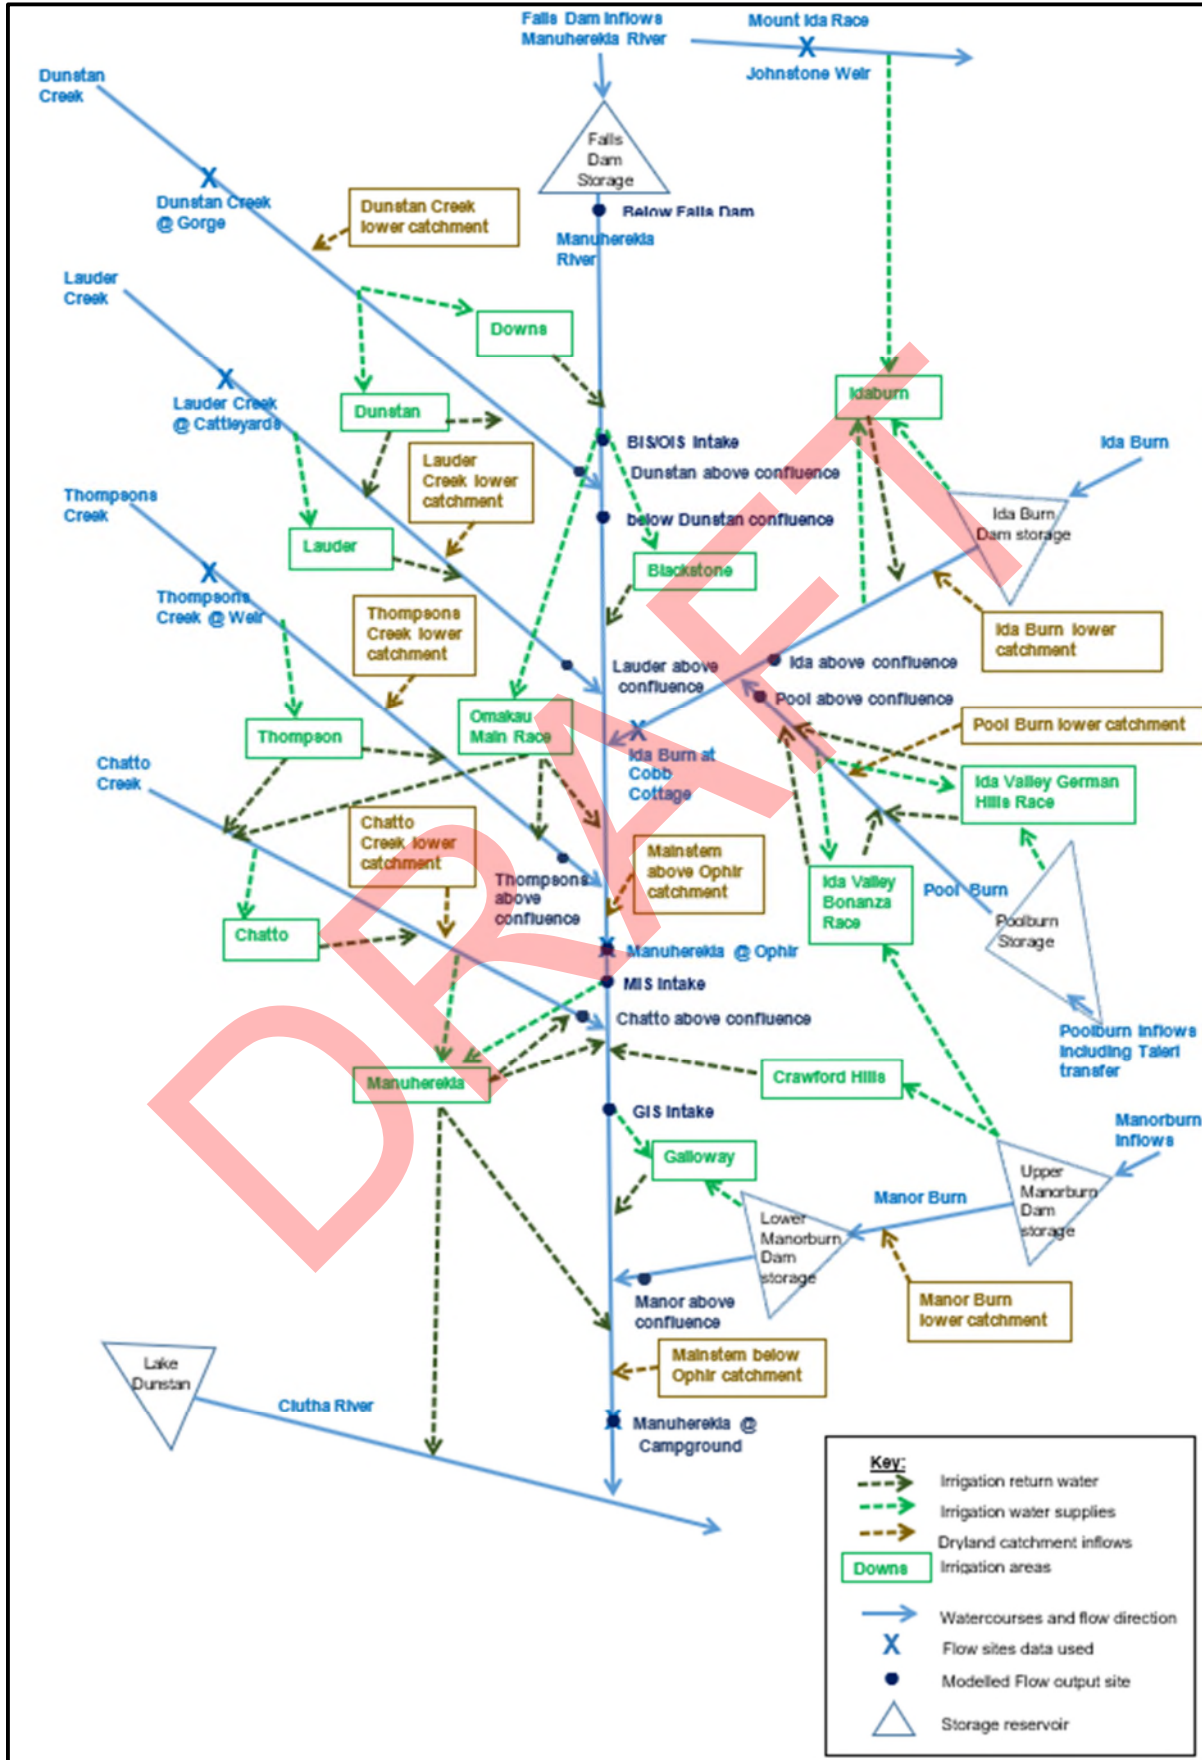 Falls Dam Inflows
Manuherekia River
Mount Ida Race
Johnstone Weir
Dunstan
Creek
Falls
Dam
Storage
Dunstan Creek
@ Gorge
Dunstan Creek
lower catchment
Below Falls Dam
Manuherekia
River
Lauder
Creek
Downs
Lauder Creek
@ Cattleyards
Dunstan
Idaburn
BIS/OIS Intake
Ida Burn
Lauder
Creek lower
catchment
Dunstan above confluence
Thompsons
Creek
below Dunstan confluence
Ida Burn
Dam storage
Lauder
Blackstone
Thompsons
Creek @ Weir
Thompsons
Creek lower
catchment
Ida Burn lower
catchment
Lauder above
confluence
Ida above confluence
Pool above confluence
Omakau
Main Race
Pool Burn lower catchment
Thompson
Ida Burn at
Cobb
Cottage
Chatto
Creek
Ida Valley German
Hills Race
Chatto
Creek lower
catchment
Mainstem
above Ophir
catchment
Thompsons
above
confluence
Ida Valley
Bonanza
Race
Pool Burn
Poolburn
Storage
Chatto
Manuherekia @ Ophir
MIS Intake
Chatto above confluence
Poolburn Inflows
Including Taieri
transfer
Manuherekia
Crawford Hills
GIS Intake
Manorburn
Inflows
Galloway
Upper
Manorburn
Dam
storage
Manor Burn
Lower
Manorburn
Dam
storage
Manor above
confluence
Manor Burn
lower catchment
Mainstem below
Ophir catchment
Lake
Dunstan
Clutha River
Manuherekia @
Campground
Key:
Irrigation return water
Irrigation water supplies
Dryland catchment inflows
Downs
Irrigation areas
Watercourses and flow direction
X
Flow sites data used
Modelled Flow output site
Storage reservoir
DRAFT